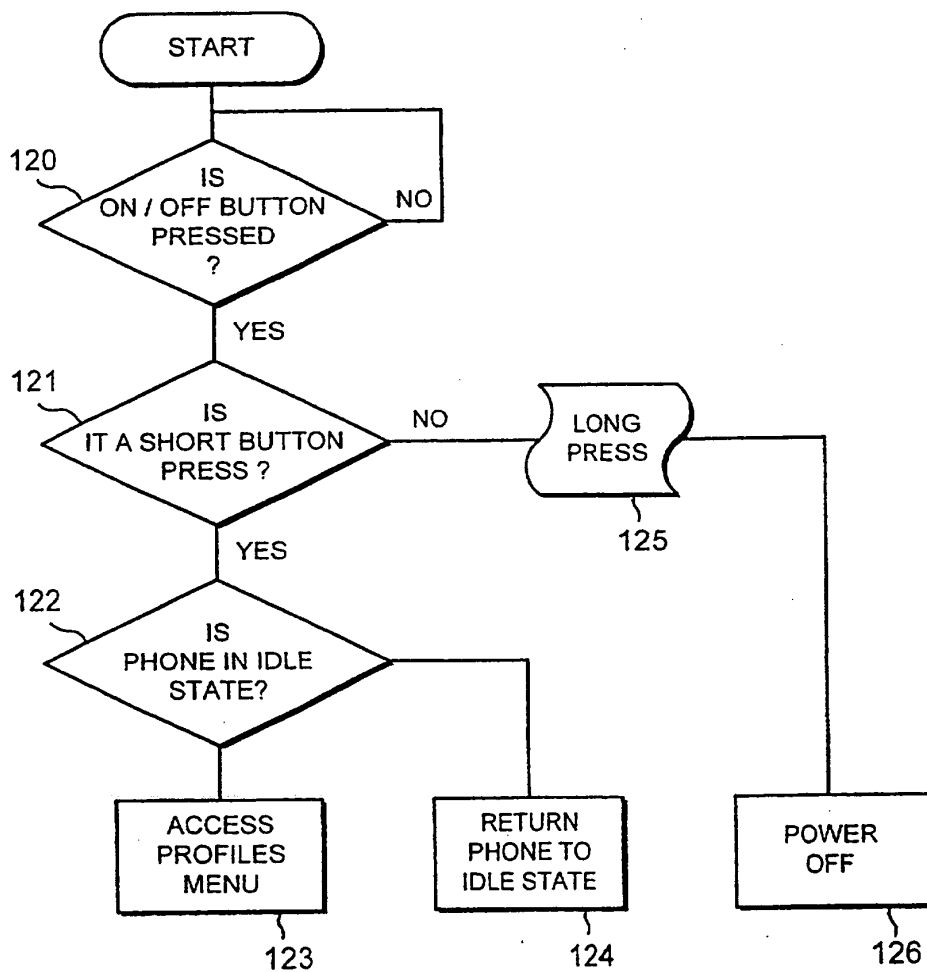 START
120
IS
ON / OFF BUTTON
PRESSED
?
NO
YES
121
IS
IT A SHORT BUTTON
PRESS ?
NO
LONG
PRESS
125
YES
122
IS
PHONE IN IDLE
STATE?
ACCESS
PROFILES
MENU
123
RETURN
PHONE TO
IDLE STATE
124
POWER
OFF
126